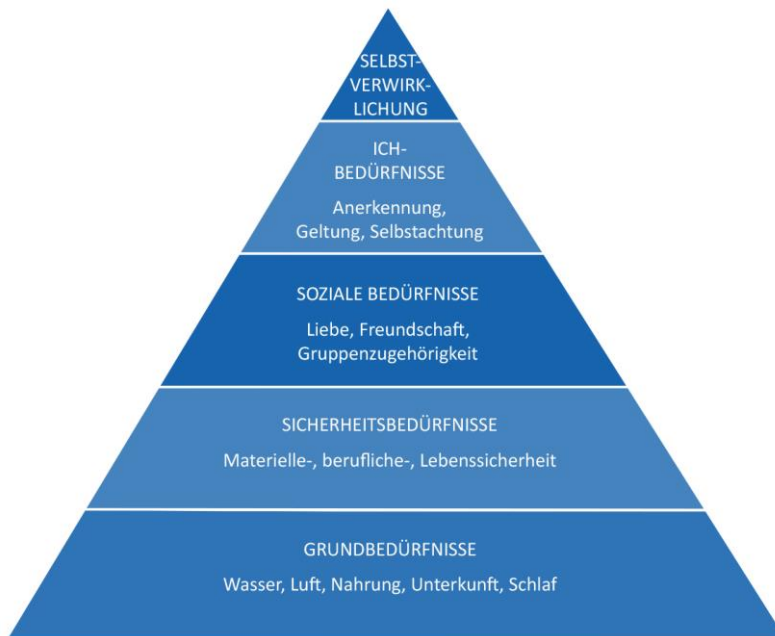 SELBST-
VERWIRK-
LICHUNG
ICH-
BEDÜRFNISSE
Anerkennung,
Geltung, Selbstachtung
SOZIALE BEDÜRFNISSE
Liebe, Freundschaft,
Gruppenzugehörigkeit
SICHERHEITSBEDÜRFNISSE
Materielle-, berufliche-, Lebenssicherheit
GRUNDBEDÜRFNISSE
Wasser, Luft, Nahrung, Unterkunft, Schlaf